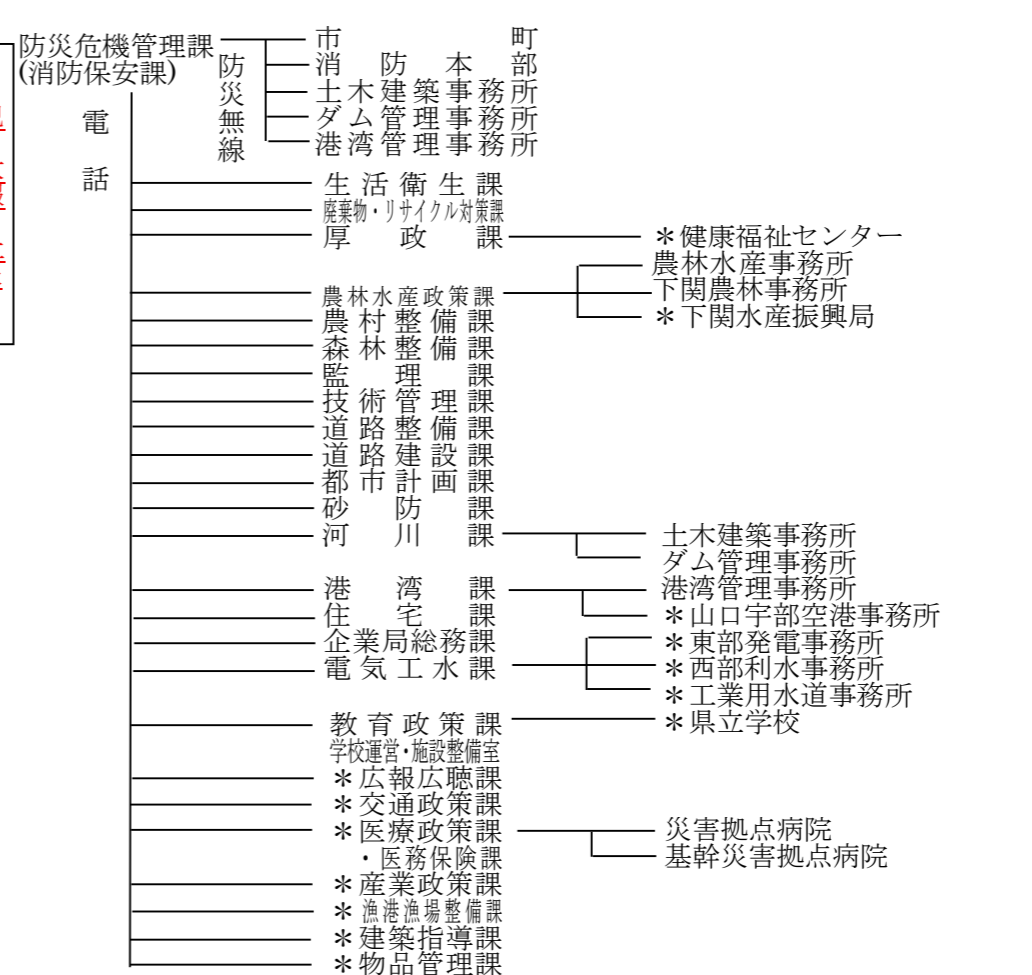 防災危機管理課
(消防保安課)
電話
防災無線
市町
消防本部
土木建築事務所
ダム管理事務所
港湾管理事務所
生活衛生課
廃棄物・リサイクル対策課
厚政課
＊健康福祉センター
農林水産事務所
農林水産政策課
下関農林事務所
＊下関水産振興局
農村整備課
森林整備課
監理課
技術管理課
道路整備課
道路建設課
都市計画課
砂防課
河川課
土木建築事務所
ダム管理事務所
港湾課
港湾管理事務所
＊山口宇部空港事務所
住宅課
企業局総務課
電気工水課
＊東部発電事務所
＊西部利水事務所
＊工業用水道事務所
教育政策課
＊県立学校
学校運営・施設整備室
＊広報広聴課
＊交通政策課
＊医療政策課
・医務保険課
災害拠点病院
基幹災害拠点病院
＊産業政策課
＊漁港漁場整備課
＊建築指導課
＊物品管理課